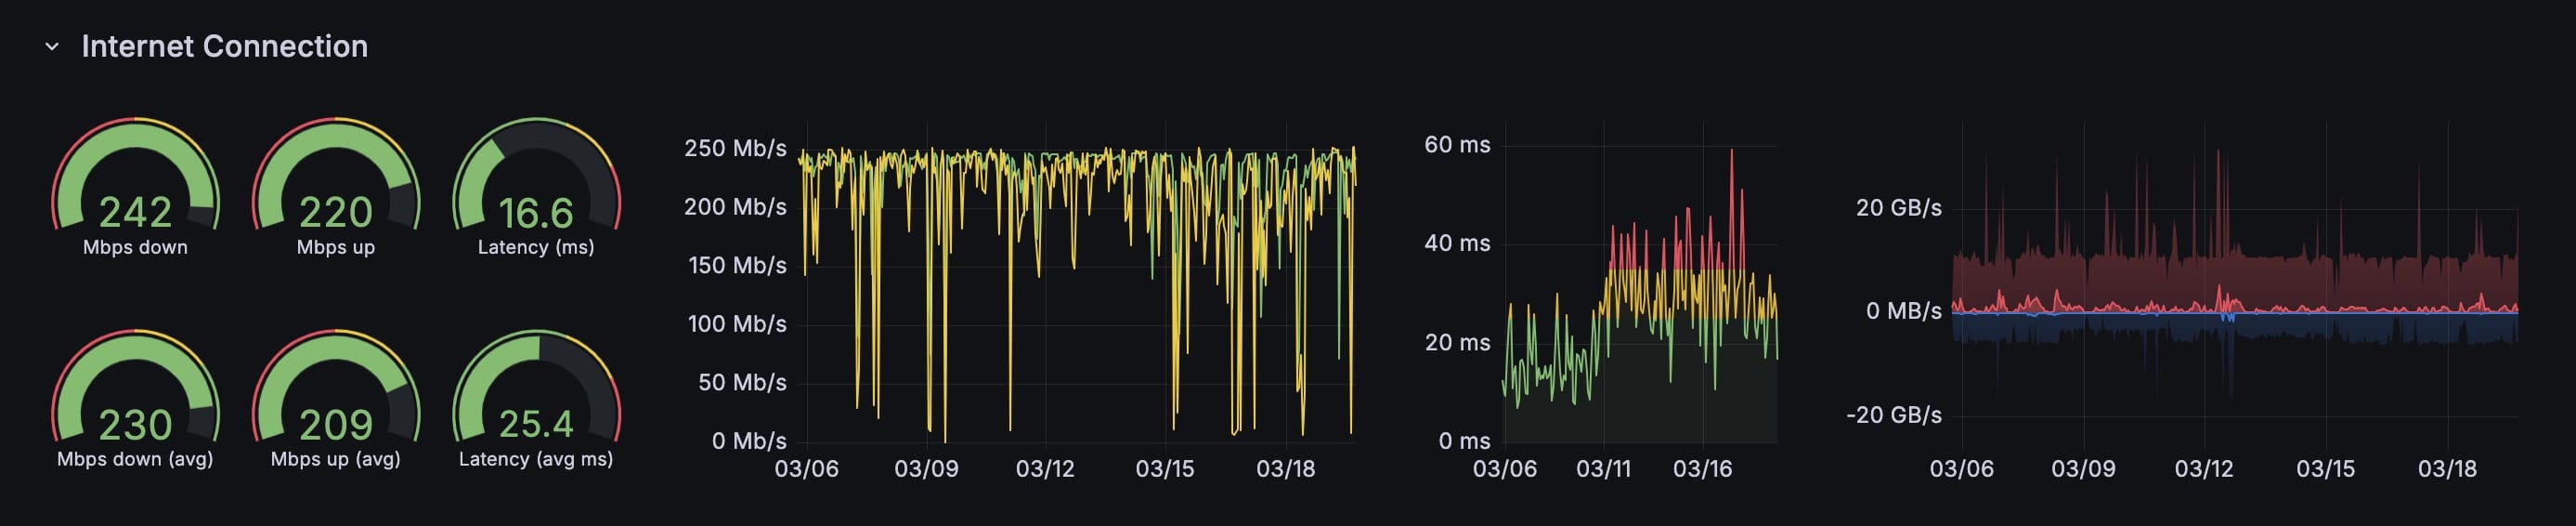 Internet Connection
242
Mbps down
220
Mbps up
16.6
Latency (ms)
230
Mbps down (avg)
209
Mbps up (avg)
25.4
Latency (avg ms)
250 Mb/s
200 Mb/s
150 Mb/s
100 Mb/s
50 Mb/s
0 Mb/s
03/06 03/09 03/12 03/15 03/18
60 ms
40 ms
20 ms
0 ms
03/06 03/11 03/16
20 GB/s
0 MB/s
-20 GB/s
03/06 03/09 03/12 03/15 03/18